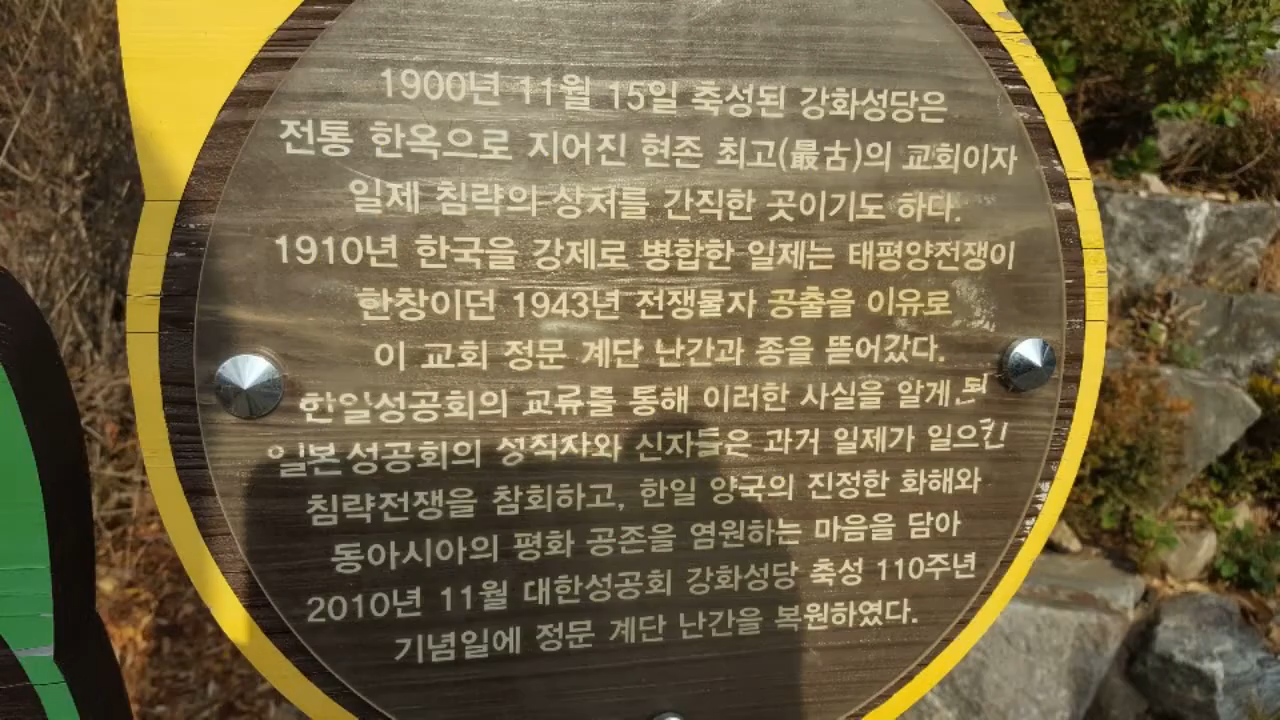 1900년 11월 15일 축성된 강화성당은
전통 한옥으로 지어진 현존 최고(最古)의 교회이자
일제 침략의 상처를 간직한 곳이기도 하다.
1910년 한국을 강제로 병합한 일제는 태평양전쟁이
한창이던 1943년 전쟁물자 공출을 이유로
이 교회 정문 계단 난간과 종을 뜯어갔다.
한일성공회의 교류를 통해 이러한 사실을 알게 된
일본성공회의 성직자와 신자들은 과거 일제가 일으킨
침략전쟁을 참회하고, 한일 양국의 진정한 화해와
동아시아의 평화 공존을 염원하는 마음을 담아
2010년 11월 대한성공회 강화성당 축성 110주년
기념일에 정문 계단 난간을 복원하였다.